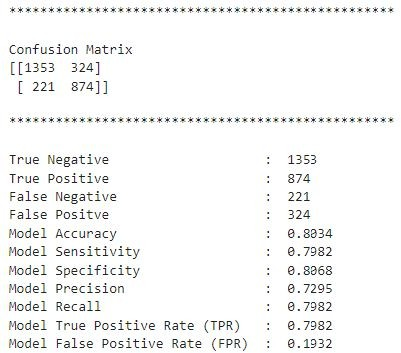 **************************************************
Confusion Matrix
[[1353  324]
 [ 221  874]]
**************************************************
True Negative                    :  1353
True Positive                    :  874
False Negative                   :  221
False Positve                    :  324
Model Accuracy                   :  0.8034
Model Sensitivity                :  0.7982
Model Specificity                :  0.8068
Model Precision                  :  0.7295
Model Recall                     :  0.7982
Model True Positive Rate (TPR)   :  0.7982
Model False Positive Rate (FPR)  :  0.1932